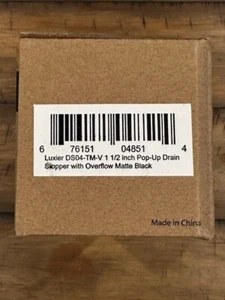 6 76151 04851 4
Luxier DS04-TM-V 1 1/2 inch Pop-Up Drain
Stopper with Overflow Matte Black
Made in China